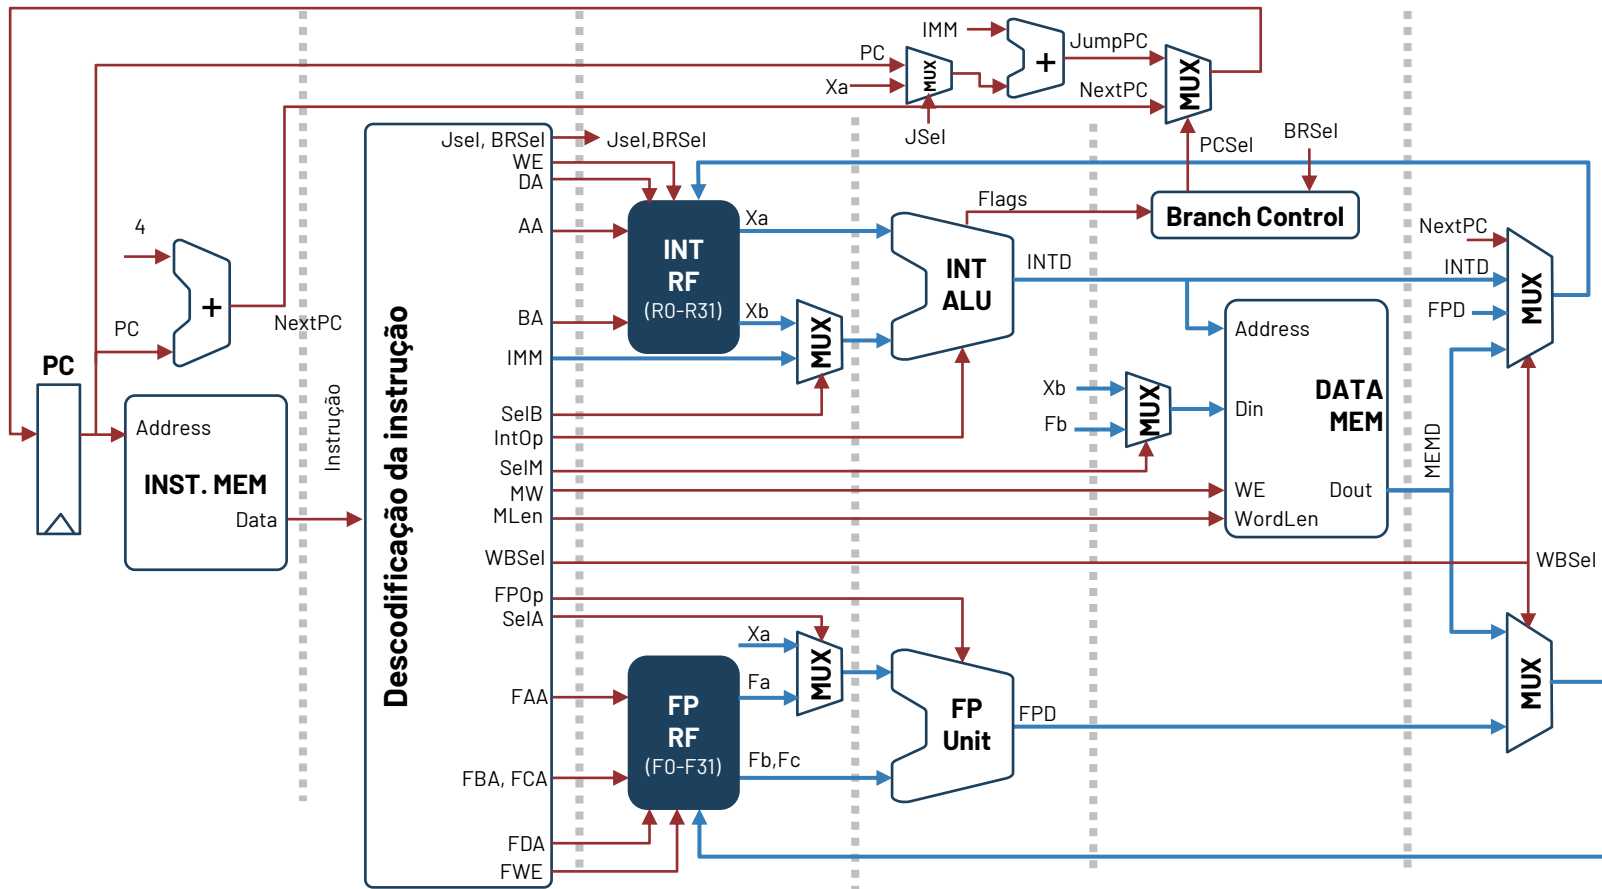 IMM
JumpPC
PC
MUX
+
MUX
Xa
NextPC
JSel
PCSel
BRSel
Jsel, BRSel
Jsel,BRSel
WE
DA
Flags
Branch Control
4
AA
Xa
INT
RF
(R0-R31)
INT
ALU
INTD
NextPC
INTD
MUX
FPD
+
PC
NextPC
BA
Xb
MUX
IMM
Address
PC
Instrução
Descodificação da instrução
Xb
MUX
Din
Fb
DATA
MEM
MEMD
Address
INST. MEM
Data
SelB
IntOp
SelM
MW
WE
Dout
MLen
WordLen
WBSel
WBSel
FPOp
SelA
Xa
MUX
Fa
FAA
FP
RF
(F0-F31)
FP
Unit
FPD
MUX
FBA, FCA
Fb,Fc
FDA
FWE